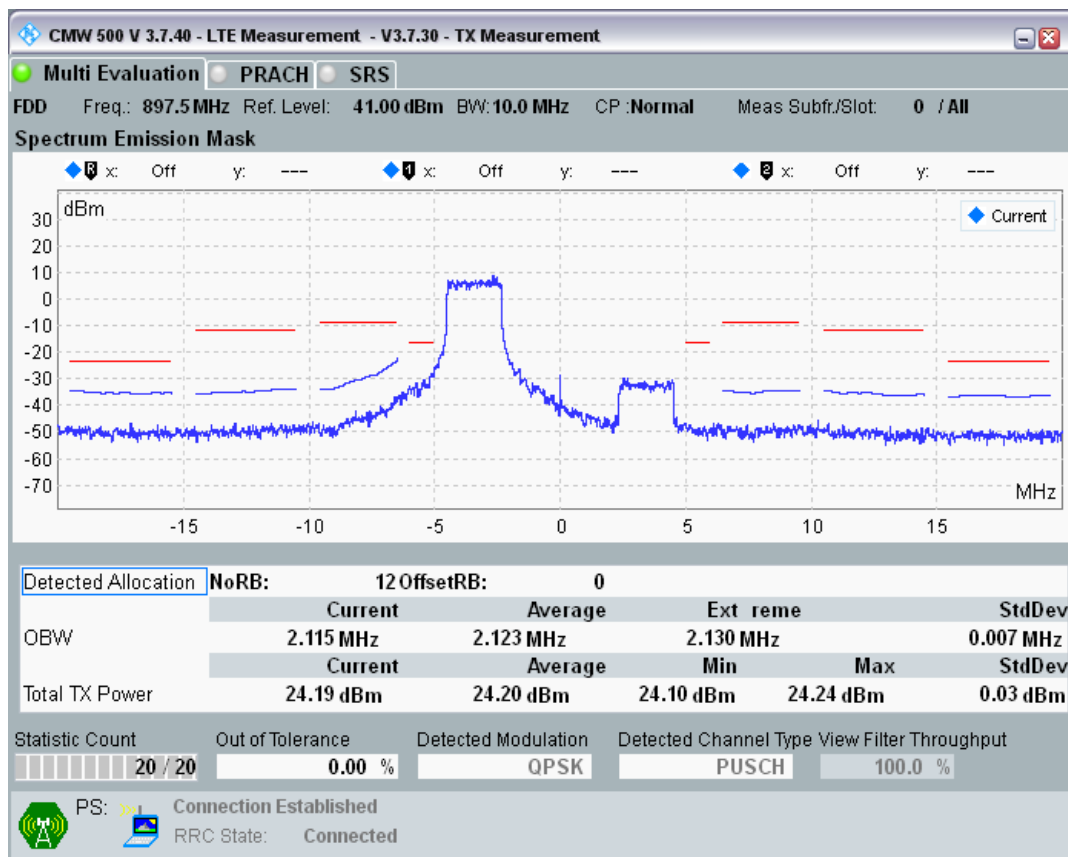 CMW 500 V 3.7.40 - LTE Measurement - V3.7.30 - TX Measurement
Multi Evaluation PRACH SRS
FDD Freq.: 897.5 MHz Ref. Level: 41.00 dBm BW: 10.0 MHz CP :Normal Meas Subfr./Slot: 0 / All
Spectrum Emission Mask
R x: Off y: --- 1 x: Off y: --- 2 x: Off y: ---
dBm
Current
30
20
10
0
-10
-20
-30
-40
-50
-60
-70
MHz
-15 -10 -5 0 5 10 15
Detected Allocation NoRB: 12 OffsetRB: 0
Current Average Ext reme StdDev
OBW 2.115 MHz 2.123 MHz 2.130 MHz 0.007 MHz
Current Average Min Max StdDev
Total TX Power 24.19 dBm 24.20 dBm 24.10 dBm 24.24 dBm 0.03 dBm
Statistic Count Out of Tolerance Detected Modulation Detected Channel Type View Filter Throughput
20 / 20 0.00 % QPSK PUSCH 100.0 %
PS: Connection Established
RRC State: Connected